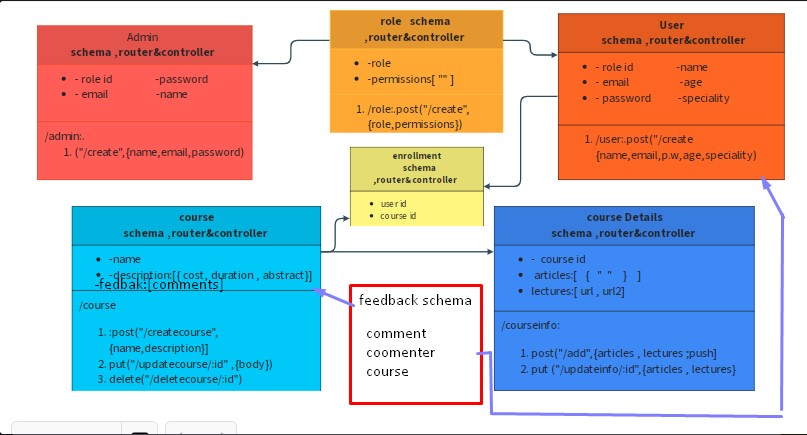 Admin
schema ,router&controller
- role id -password
- email -name
/admin:.
1. ("/create",{name,email,password)
role schema
,router&controller
-role
-permissions[ "" ]
1. /role:.post("/create",
{role,permissions})
User
schema ,router&controller
- role id -name
- email -age
- password -speciality
1. /user:.post("/create
{name,email,p.w,age,speciality)
enrollment
schema
,router&controller
user id
course id
course
schema ,router&controller
-name
-description:[{ cost, duration , abstract}]
-fedbak:[comments]
/course
1. :post("/createcourse",
{name,description}]
2. put("/updatecourse/:id" ,{body})
3. delete("/deletecourse/:id")
feedback schema
comment
coomenter
course
course Details
schema ,router&controller
- course id
articles:[ { " " } ]
lectures:[ url , url2]
/courseinfo:
1. post("/add",{articles , lectures ;push]
2. put ("/updateinfo/:id",{articles , lectures}